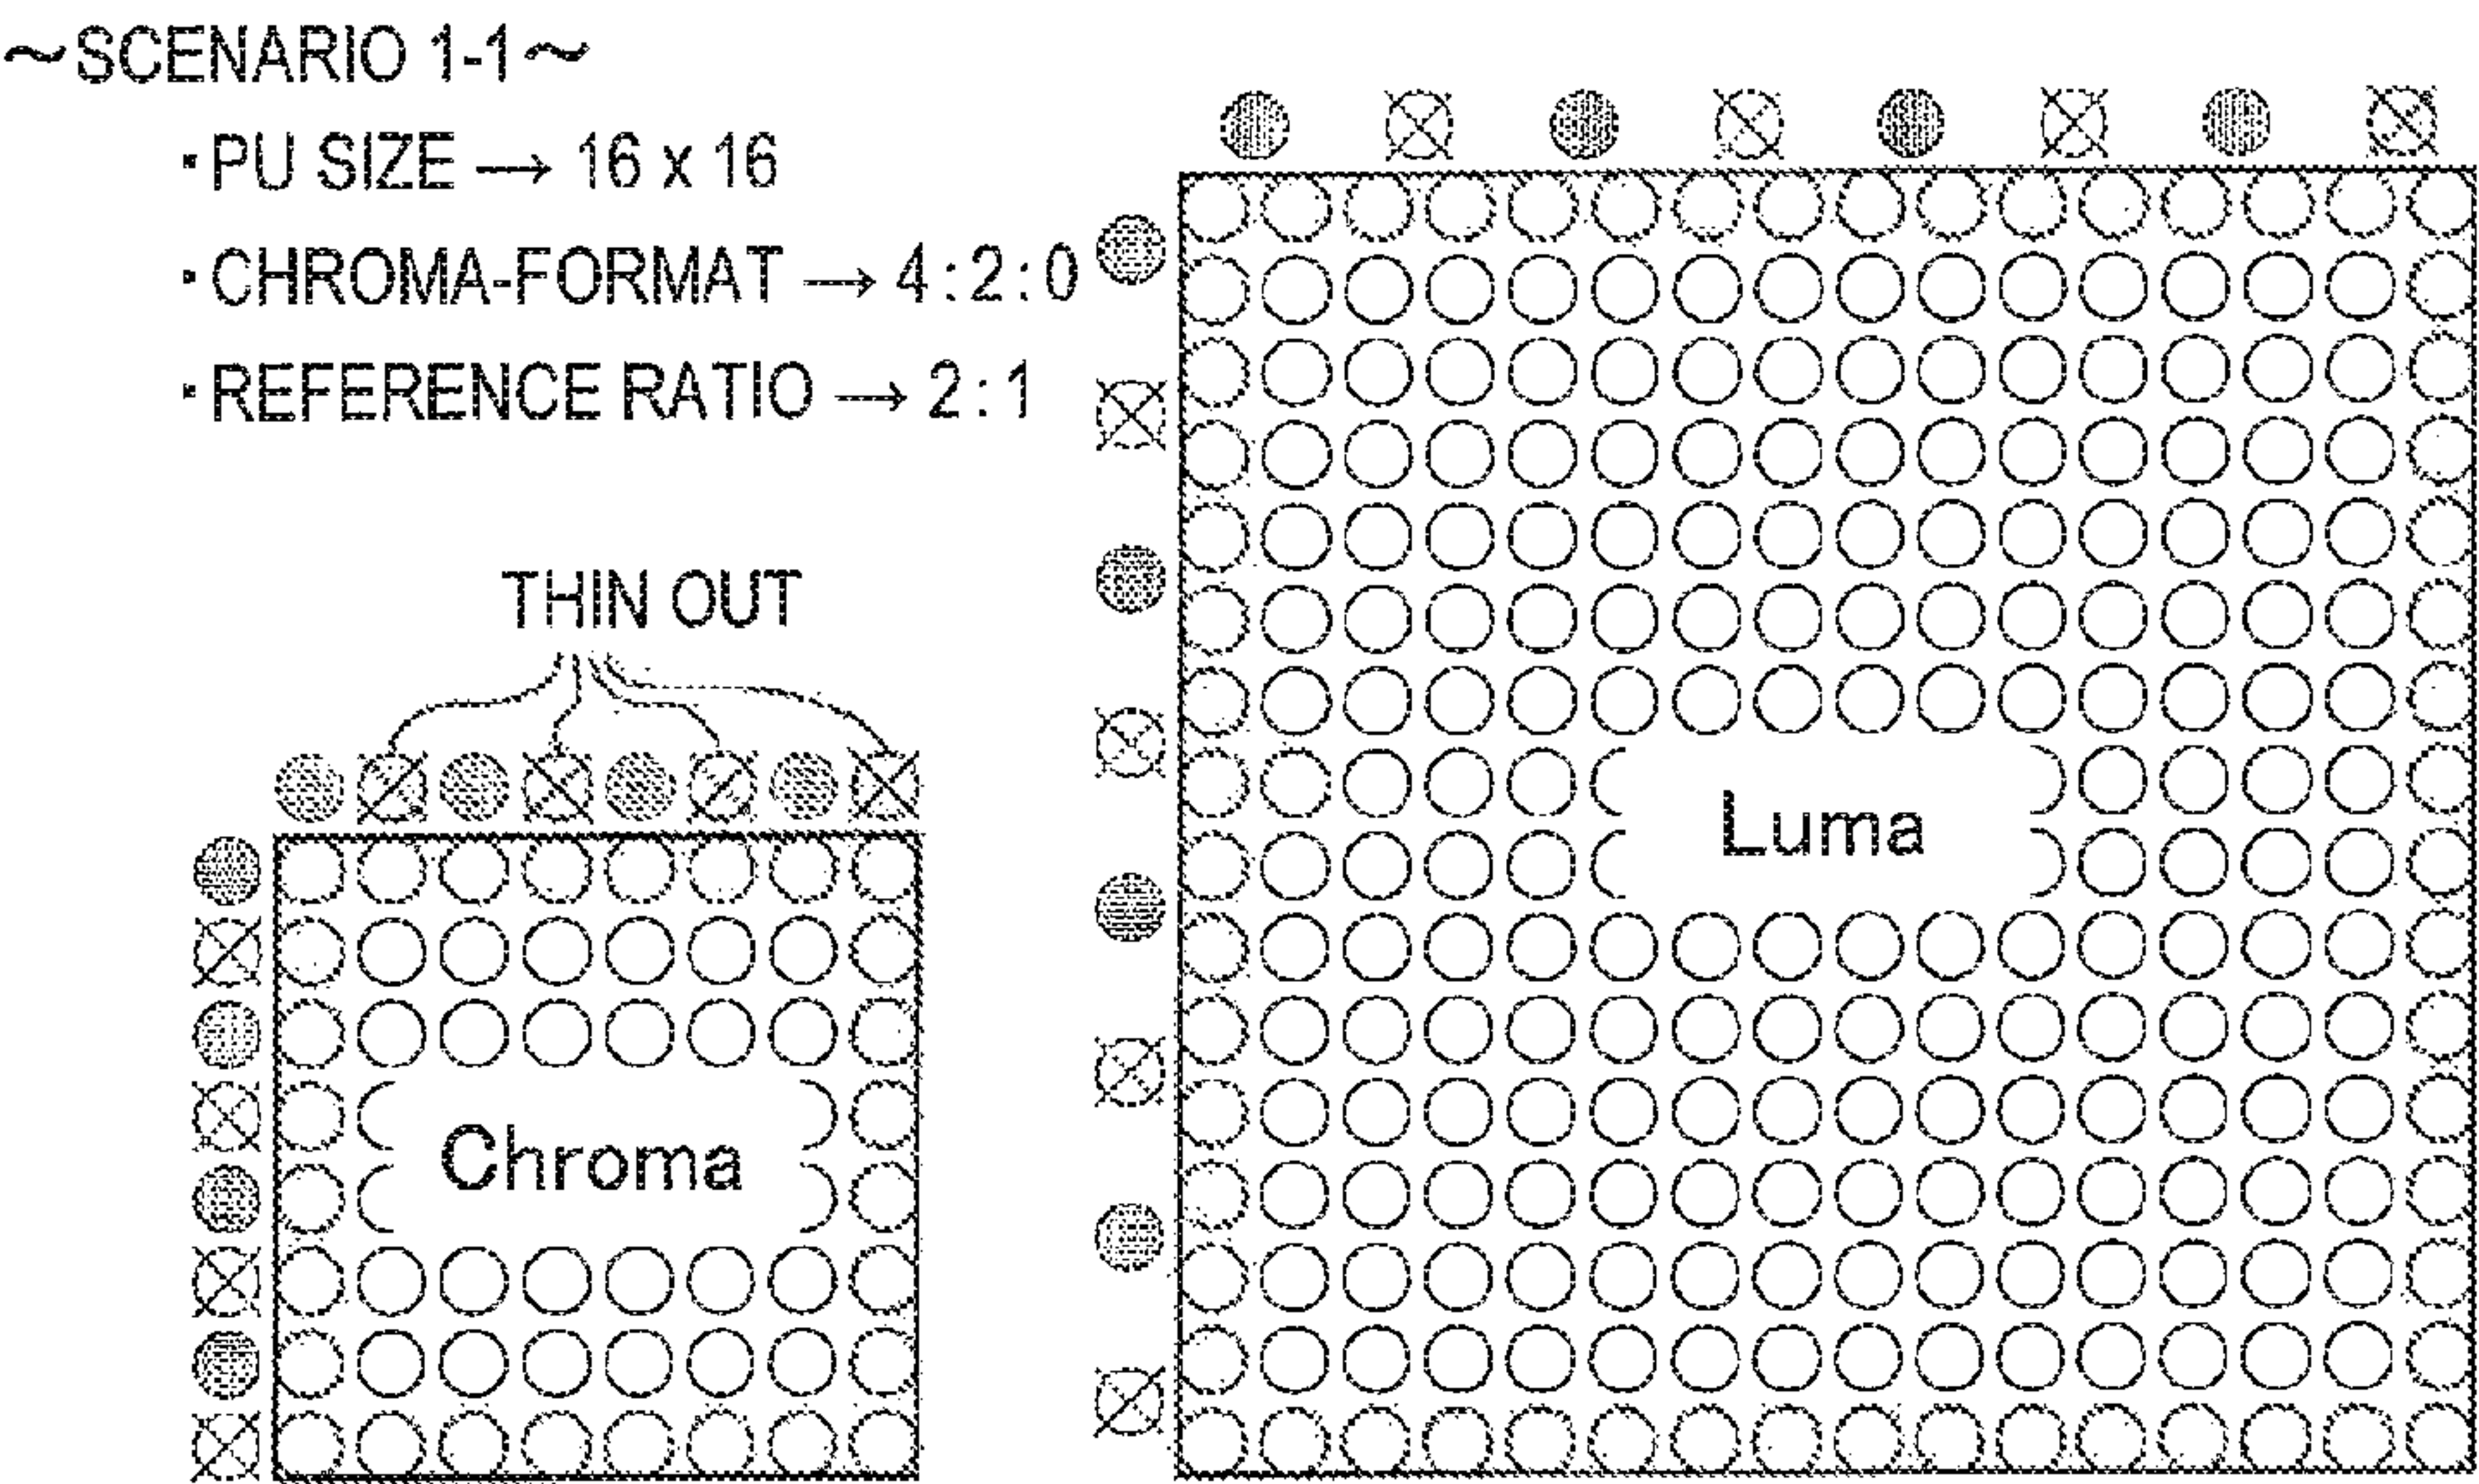 ~SCENARIO 1-1~
·PU SIZE → 16 x 16
·CHROMA-FORMAT → 4:2:0
·REFERENCE RATIO → 2:1
THIN OUT
Luma
Chroma